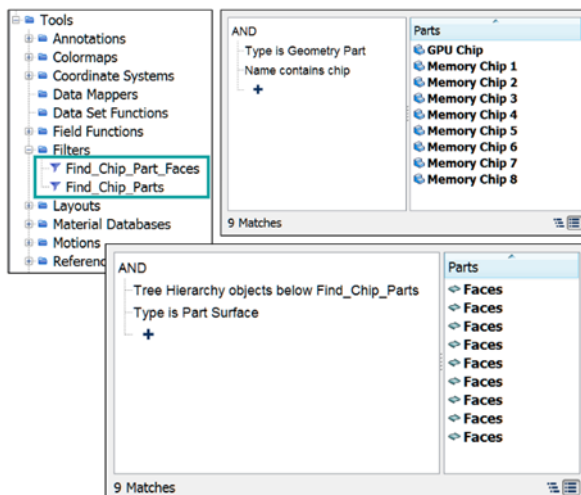 Tools
Annotations
Colormaps
Coordinate Systems
Data Mappers
Data Set Functions
Field Functions
Filters
Find_Chip_Part_Faces
Find_Chip_Parts
Layouts
Material Databases
Motions
Referenc
AND
Type is Geometry Part
Name contains chip
9 Matches
Parts
GPU Chip
Memory Chip 1
Memory Chip 2
Memory Chip 3
Memory Chip 4
Memory Chip 5
Memory Chip 6
Memory Chip 7
Memory Chip 8
AND
Tree Hierarchy objects below Find_Chip_Parts
Type is Part Surface
9 Matches
Parts
Faces
Faces
Faces
Faces
Faces
Faces
Faces
Faces
Faces